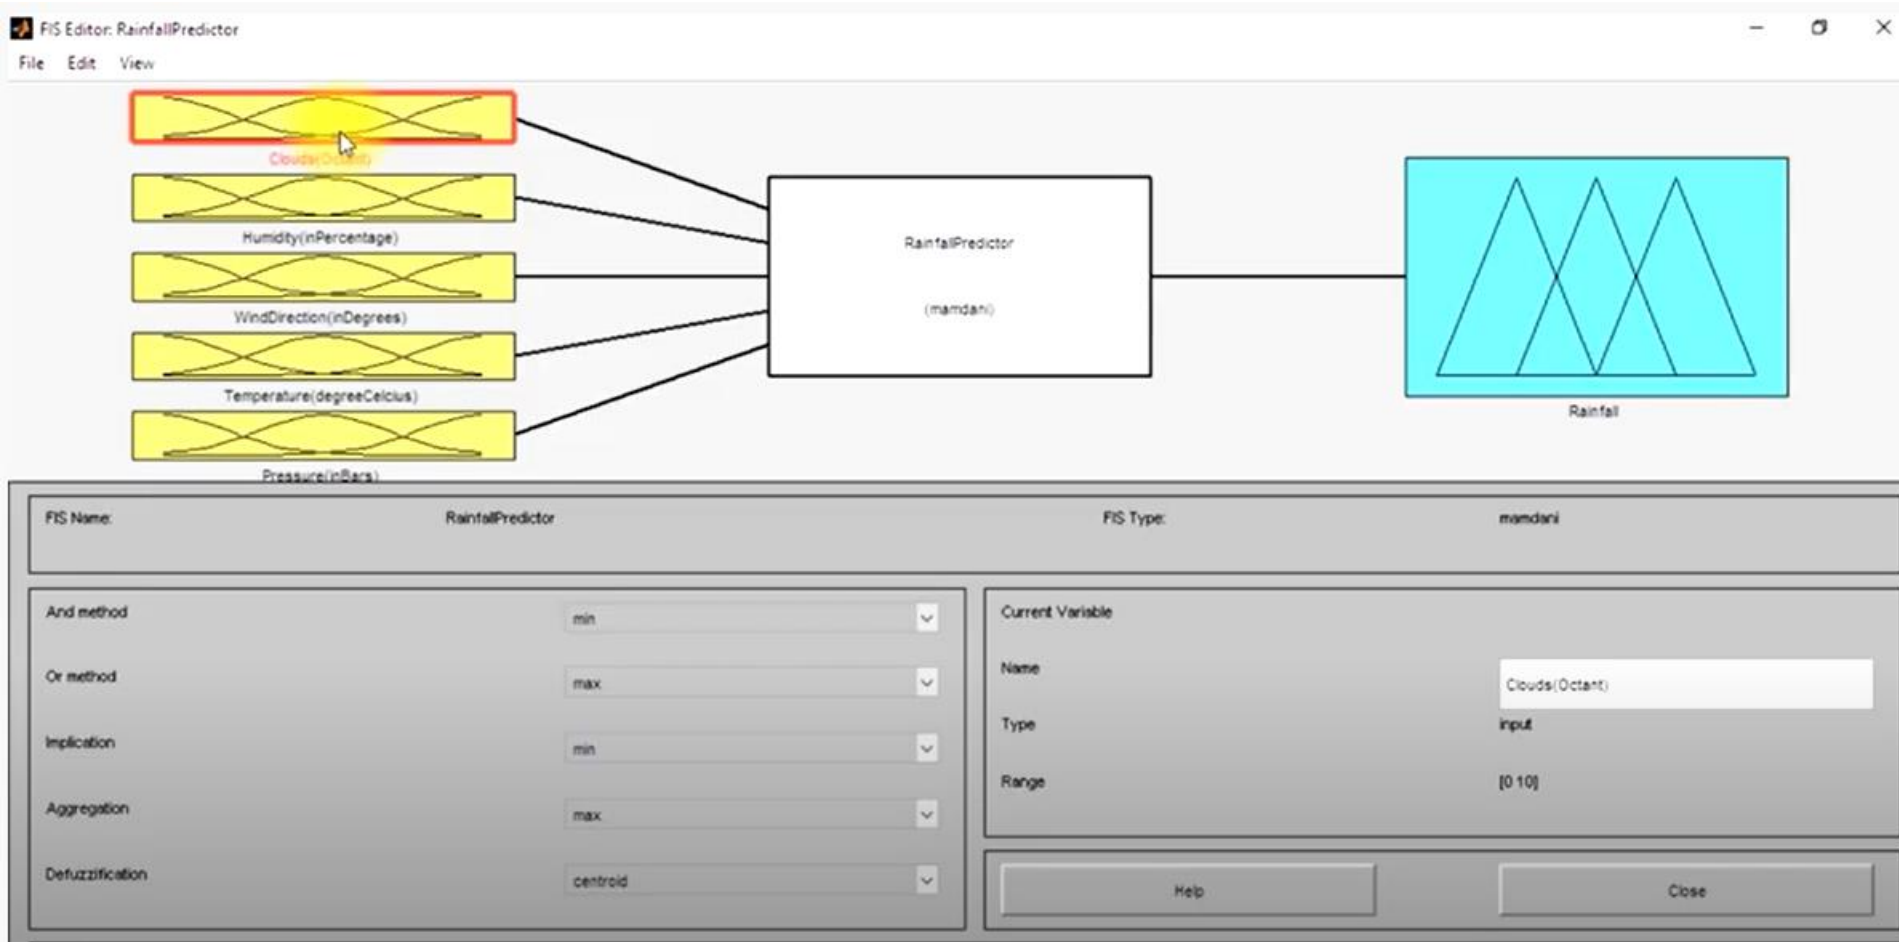 FIS Editor: RainfallPredictor
File Edit View
Clouds(Octant)
Humidity(inPercentage)
WindDirection(inDegrees)
Temperature(degreeCelcius)
Pressure(inBars)
RainfallPredictor
(mamdani)
Rainfall
FIS Name: RainfallPredictor FIS Type: mamdani
And method min
Or method max
Implication min
Aggregation max
Defuzzification centroid
Current Variable
Name Clouds(Octant)
Type input
Range [0 10]
Help Close